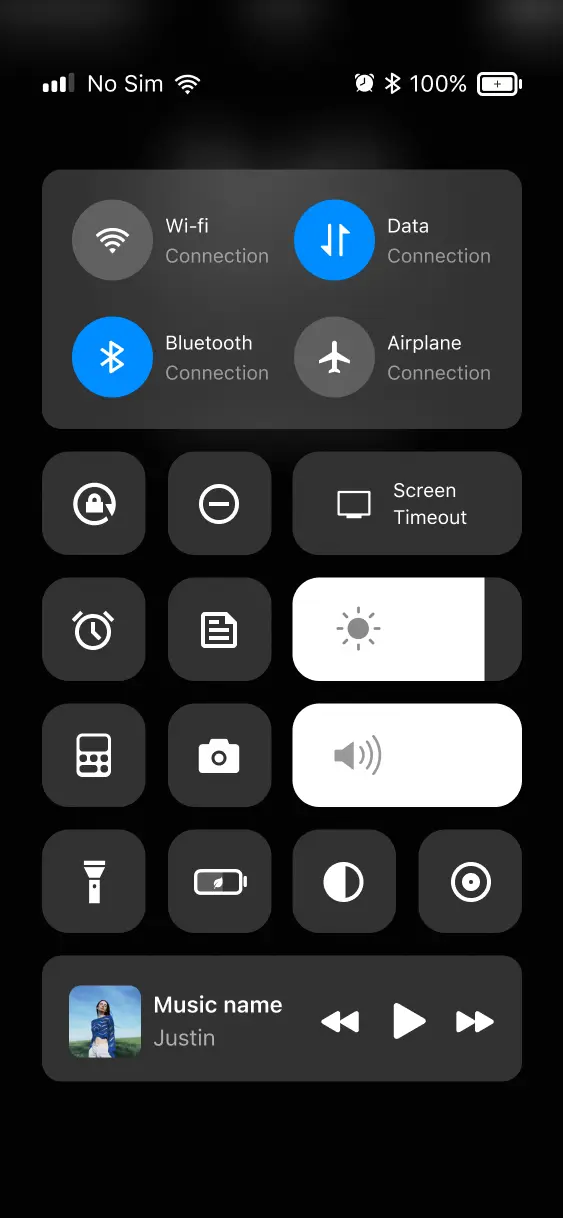 No Sim
100%
Wi-fi
Connection
Data
Connection
Bluetooth
Connection
Airplane
Connection
Screen
Timeout
Music name
Justin